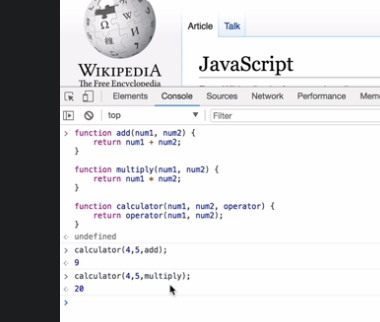 WIKIPEDIA
The Free Encyclopedia
Article Talk
JavaScript
Elements Console Sources Network Performance
top Filter
> function add(num1, num2) {
return num1 + num2;
}
function multiply(num1, num2) {
return num1 * num2;
}
function calculator(num1, num2, operator) {
return operator(num1, num2);
}
< undefined
> calculator(4,5,add);
< 9
> calculator(4,5,multiply);
< 20
>